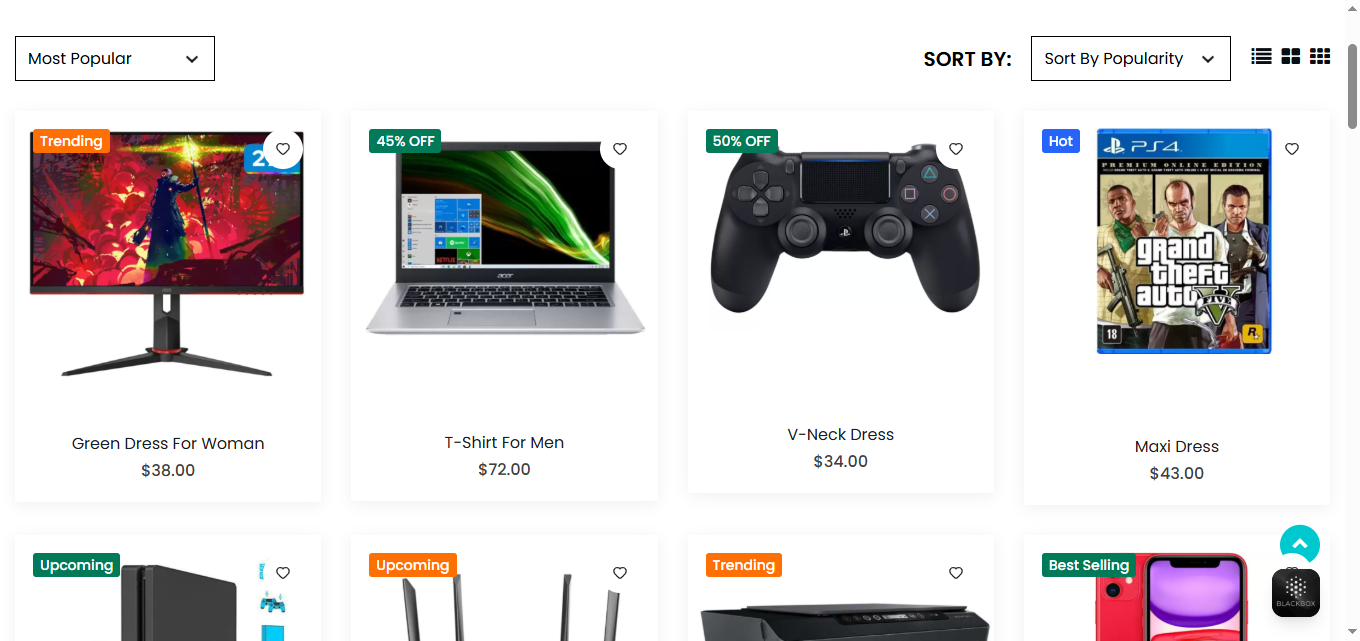 Most Popular
SORT BY:
Sort By Popularity
Trending
45% OFF
50% OFF
Hot
PS4
PREMIUM ONLINE EDITION
acer
NETFLIX
grand
theft
auto
FIVE
18
R
Green Dress For Woman
$38.00
T-Shirt For Men
$72.00
V-Neck Dress
$34.00
Maxi Dress
$43.00
Upcoming
Upcoming
Trending
Best Selling
BLACKBOX